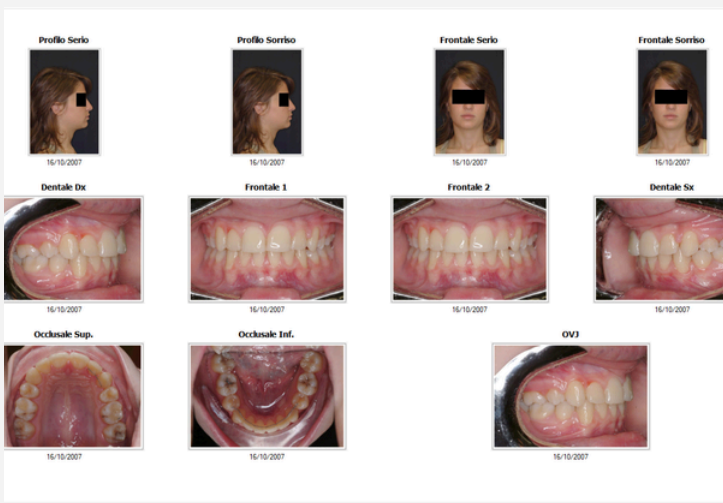 Profilo Serio
Profilo Sorriso
Frontale Serio
Frontale Sorriso
16/10/2007
16/10/2007
16/10/2007
16/10/2007
Dentale Dx
Frontale 1
Frontale 2
Dentale Sx
16/10/2007
16/10/2007
16/10/2007
16/10/2007
Occlusale Sup.
Occlusale Inf.
OVJ
16/10/2007
16/10/2007
16/10/2007